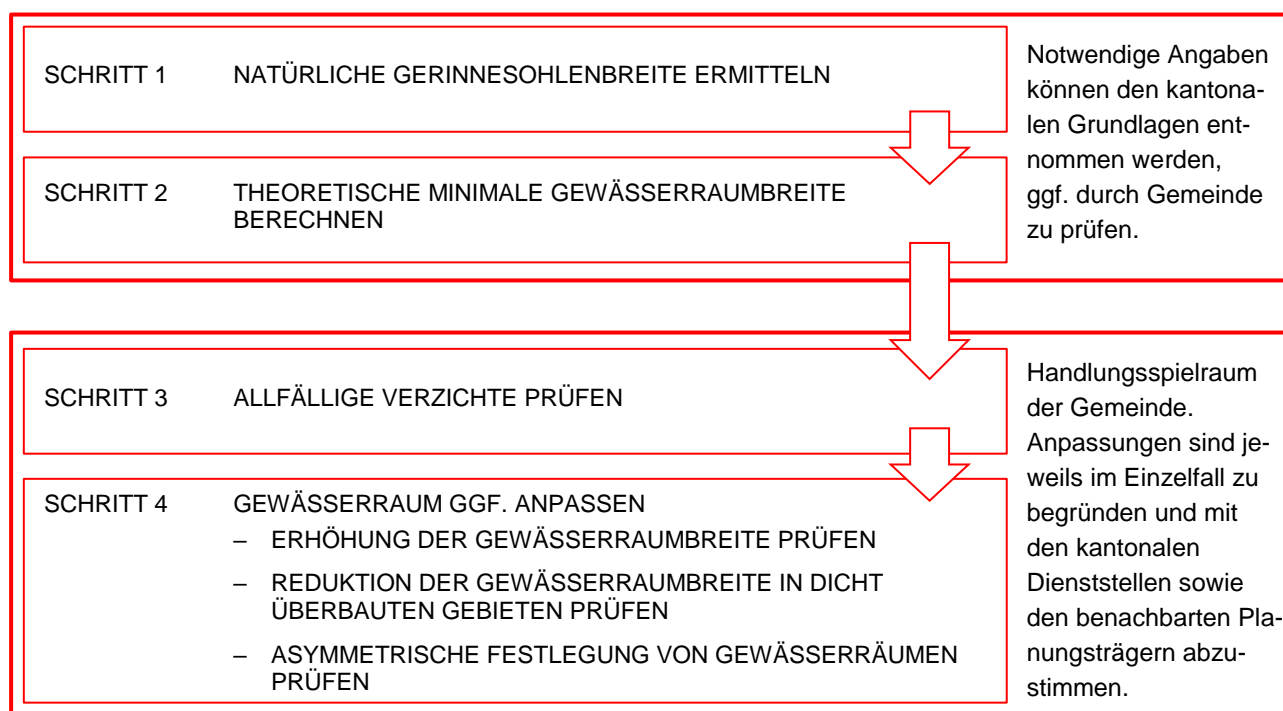 SCHRITT 1 NATÜRLICHE GERINNESOHLENBREITE ERMITTELN
SCHRITT 2 THEORETISCHE MINIMALE GEWÄSSERRAUMBREITE
BERECHNEN
Notwendige Angaben
können den kantona-
len Grundlagen ent-
nommen werden,
ggf. durch Gemeinde
zu prüfen.
SCHRITT 3 ALLFÄLLIGE VERZICHTE PRÜFEN
SCHRITT 4 GEWÄSSERRAUM GGF. ANPASSEN
– ERHÖHUNG DER GEWÄSSERRAUMBREITE PRÜFEN
– REDUKTION DER GEWÄSSERRAUMBREITE IN DICHT
ÜBERBAUTEN GEBIETEN PRÜFEN
– ASYMMETRISCHE FESTLEGUNG VON GEWÄSSERRÄUMEN
PRÜFEN
Handlungsspielraum
der Gemeinde.
Anpassungen sind je-
weils im Einzelfall zu
begründen und mit
den kantonalen
Dienststellen sowie
den benachbarten Pla-
nungsträgern abzu-
stimmen.